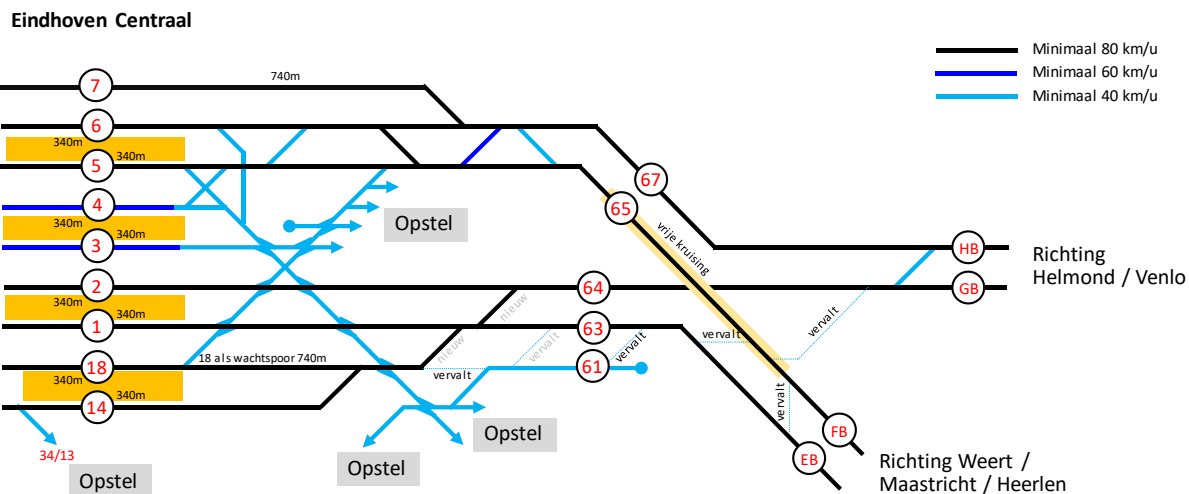 Eindhoven Centraal
Minimaal 80 km/u
Minimaal 60 km/u
Minimaal 40 km/u
7
740m
6
340m
340m
5
67
4
65
340m
Opstel
vrije kruising
340m
3
HB
Richting
Helmond / Venlo
2
64
GB
340m
nieuw
340m
1
63
vervalt
nieuw
vervalt
vervalt
vervalt
18 als wachtspoor 740m
18
61
vervalt
340m
340m
14
vervalt
FB
Opstel
34/13
Opstel
EB
Richting Weert /
Maastricht / Heerlen
Opstel